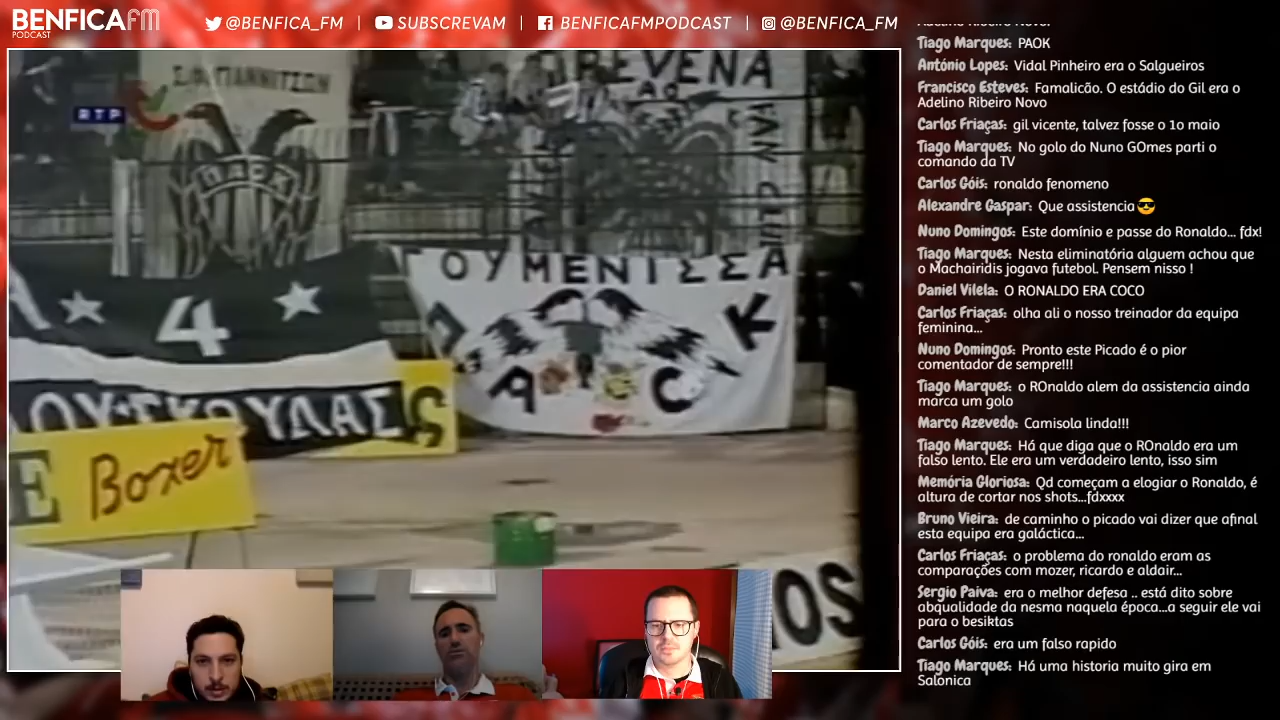 BENFICA FM
PODCAST
@BENFICA_FM | SUBSCREVAM | BENFICAFMPODCAST | @BENFICA_FM
RTP
ΓΙΑΝΝΙΤΣΩΝ
ΠΑΟΚ
GREVENA
ΓΟΥΜΕΝΙΣΣΑ
Π Α Ο Κ
4
Boxer
Tiago Marques: PAOK
António Lopes: Vidal Pinheiro era o Salgueiros
Francisco Esteves: Famalicão. O estádio do Gil era o
Adelino Ribeiro Novo
Carlos Friaças: gil vicente, talvez fosse o 1o maio
Tiago Marques: No golo do Nuno GOmes parti o
comando da TV
Carlos Góis: ronaldo fenomeno
Alexandre Gaspar: Que assistencia😎
Nuno Domingos: Este domínio e passe do Ronaldo... fdx!
Tiago Marques: Nesta eliminatória alguem achou que
o Machairidis jogava futebol. Pensem nisso !
Daniel Vilela: O RONALDO ERA COCO
Carlos Friaças: olha ali o nosso treinador da equipa
feminina...
Nuno Domingos: Pronto este Picado é o pior
comentador de sempre!!!
Tiago Marques: o ROnaldo alem da assistencia ainda
marca um golo
Marco Azevedo: Camisola linda!!!
Tiago Marques: Há que diga que o ROnaldo era um
falso lento. Ele era um verdadeiro lento, isso sim
Memória Gloriosa: Qd começam a elogiar o Ronaldo, é
altura de cortar nos shots...fdxxxx
Bruno Vieira: de caminho o picado vai dizer que afinal
esta equipa era galáctica...
Carlos Friaças: o problema do ronaldo eram as
comparações com mozer, ricardo e aldair...
Sergio Paiva: era o melhor defesa .. está dito sobre
abqualidade da nesma naquela época...a seguir ele vai
para o besiktas
Carlos Góis: era um falso rapido
Tiago Marques: Há uma historia muito gira em
Salonica